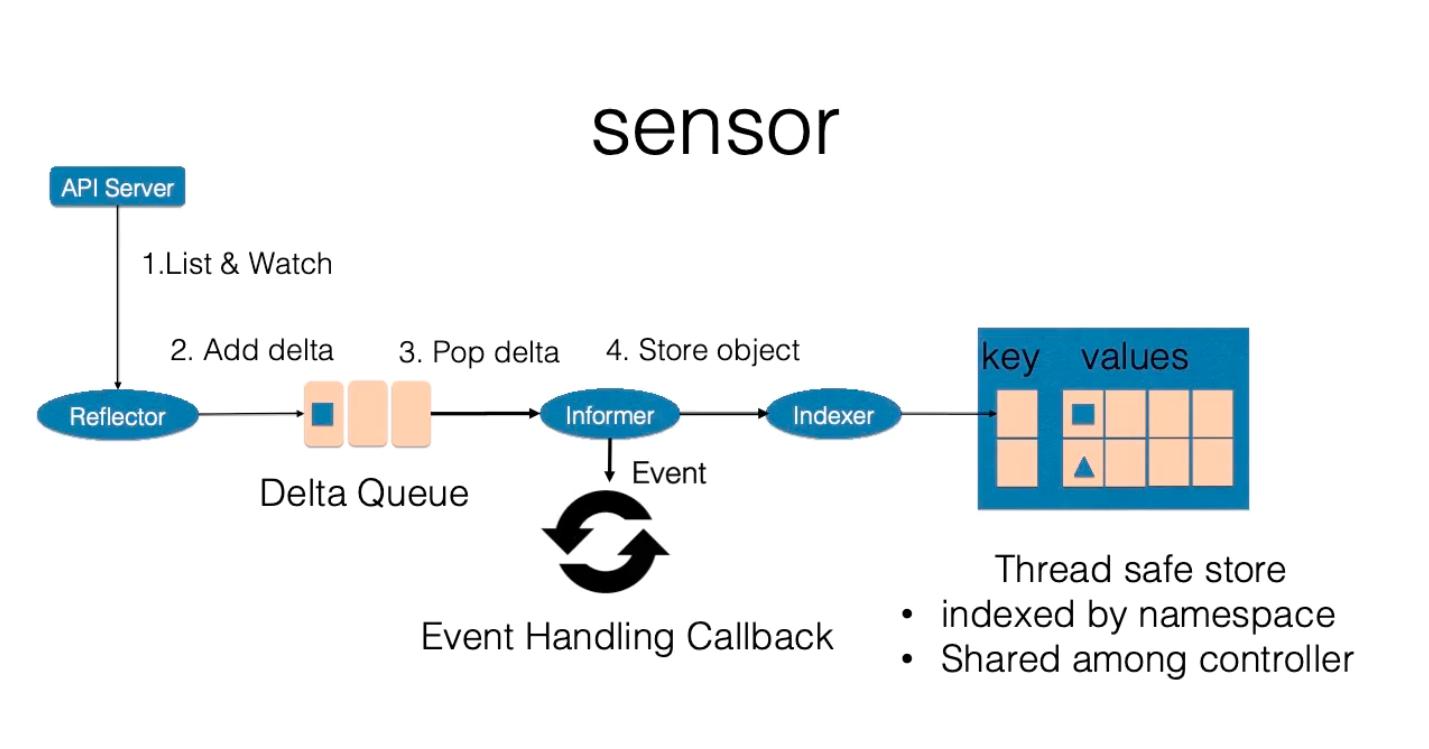 sensor
API Server
1.List & Watch
2. Add delta
3. Pop delta
4. Store object
key values
Reflector
Informer
Indexer
Event
Delta Queue
Event Handling Callback
Thread safe store
• indexed by namespace
• Shared among controller